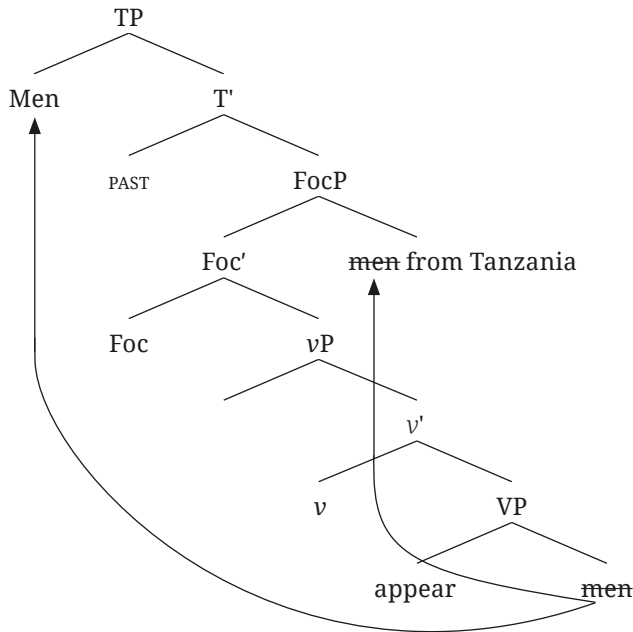 TP
Men T'
PAST FocP
Foc′ men from Tanzania
Foc vP
v'
v VP
appear men